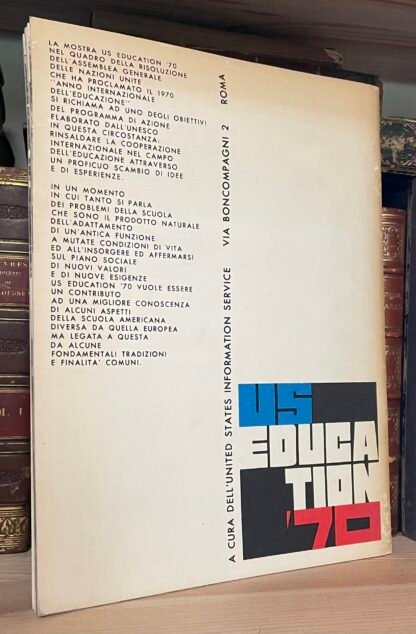 LA MOSTRA US EDUCATION '70
NEL QUADRO DELLA RISOLUZIONE
DELL'ASSEMBLEA GENERALE
DELLE NAZIONI UNITE
CHE HA PROCLAMATO IL 1970
"ANNO INTERNAZIONALE
DELL'EDUCAZIONE"
SI RICHIAMA AD UNO DEGLI OBIETTIVI
DEL PROGRAMMA DI AZIONE
ELABORATO DALL'UNESCO
IN QUESTA CIRCOSTANZA:
RINSALDARE LA COOPERAZIONE
INTERNAZIONALE NEL CAMPO
DELL'EDUCAZIONE ATTRAVERSO
UN PROFICUO SCAMBIO DI IDEE
E DI ESPERIENZE.
IN UN MOMENTO
IN CUI TANTO SI PARLA
DEI PROBLEMI DELLA SCUOLA
CHE SONO IL PRODOTTO NATURALE
DELL'ADATTAMENTO
DI UN'ANTICA FUNZIONE
A MUTATE CONDIZIONI DI VITA
ED ALL'INSORGERE ED AFFERMARSI
SUL PIANO SOCIALE
DI NUOVI VALORI
E DI NUOVE ESIGENZE
US EDUCATION '70 VUOLE ESSERE
UN CONTRIBUTO
AD UNA MIGLIORE CONOSCENZA
DI ALCUNI ASPETTI
DELLA SCUOLA AMERICANA
DIVERSA DA QUELLA EUROPEA
MA LEGATA A QUESTA
DA ALCUNE
FONDAMENTALI TRADIZIONI
E FINALITA' COMUNI.
A CURA DELL'UNITED STATES INFORMATION SERVICE VIA BONCOMPAGNI 2 ROMA
US
EDUCA
TION
'70